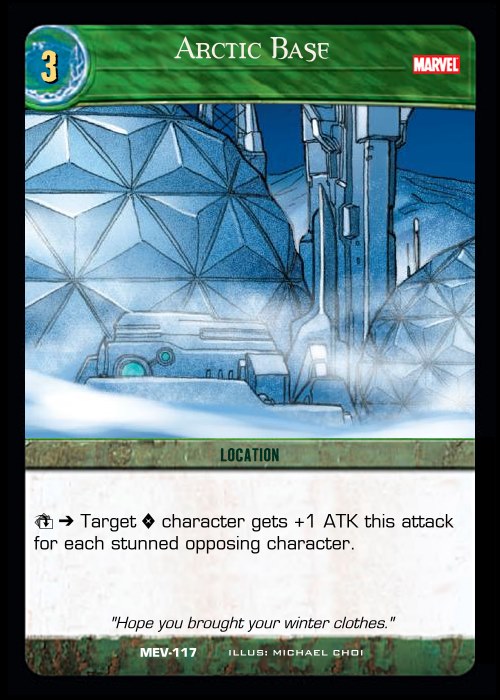 Arctic Base
3
MARVEL
LOCATION
➔ Target ◆ character gets +1 ATK this attack
for each stunned opposing character.
"Hope you brought your winter clothes."
MEV-117 ILLUS: MICHAEL CHOI